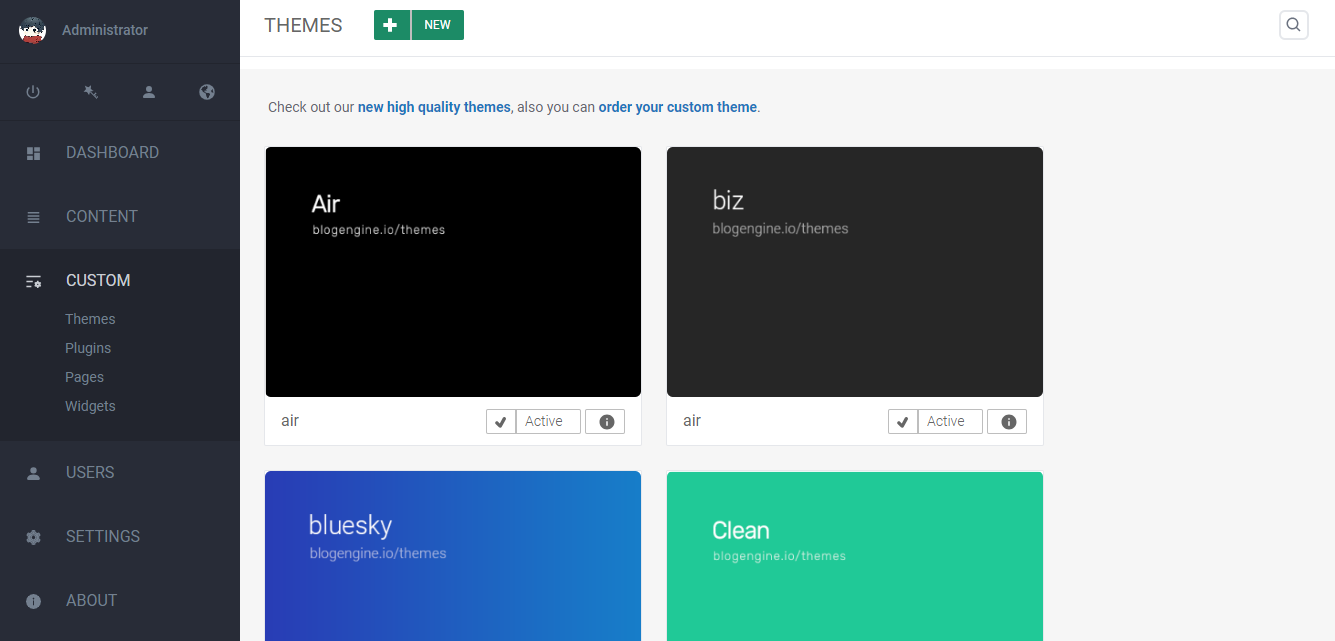 Administrator
DASHBOARD
CONTENT
CUSTOM
Themes
Plugins
Pages
Widgets
USERS
SETTINGS
ABOUT
THEMES
NEW
Check out our new high quality themes, also you can order your custom theme.
Air
blogengine.io/themes
air
Active
biz
blogengine.io/themes
air
Active
bluesky
blogengine.io/themes
Clean
blogengine.io/themes